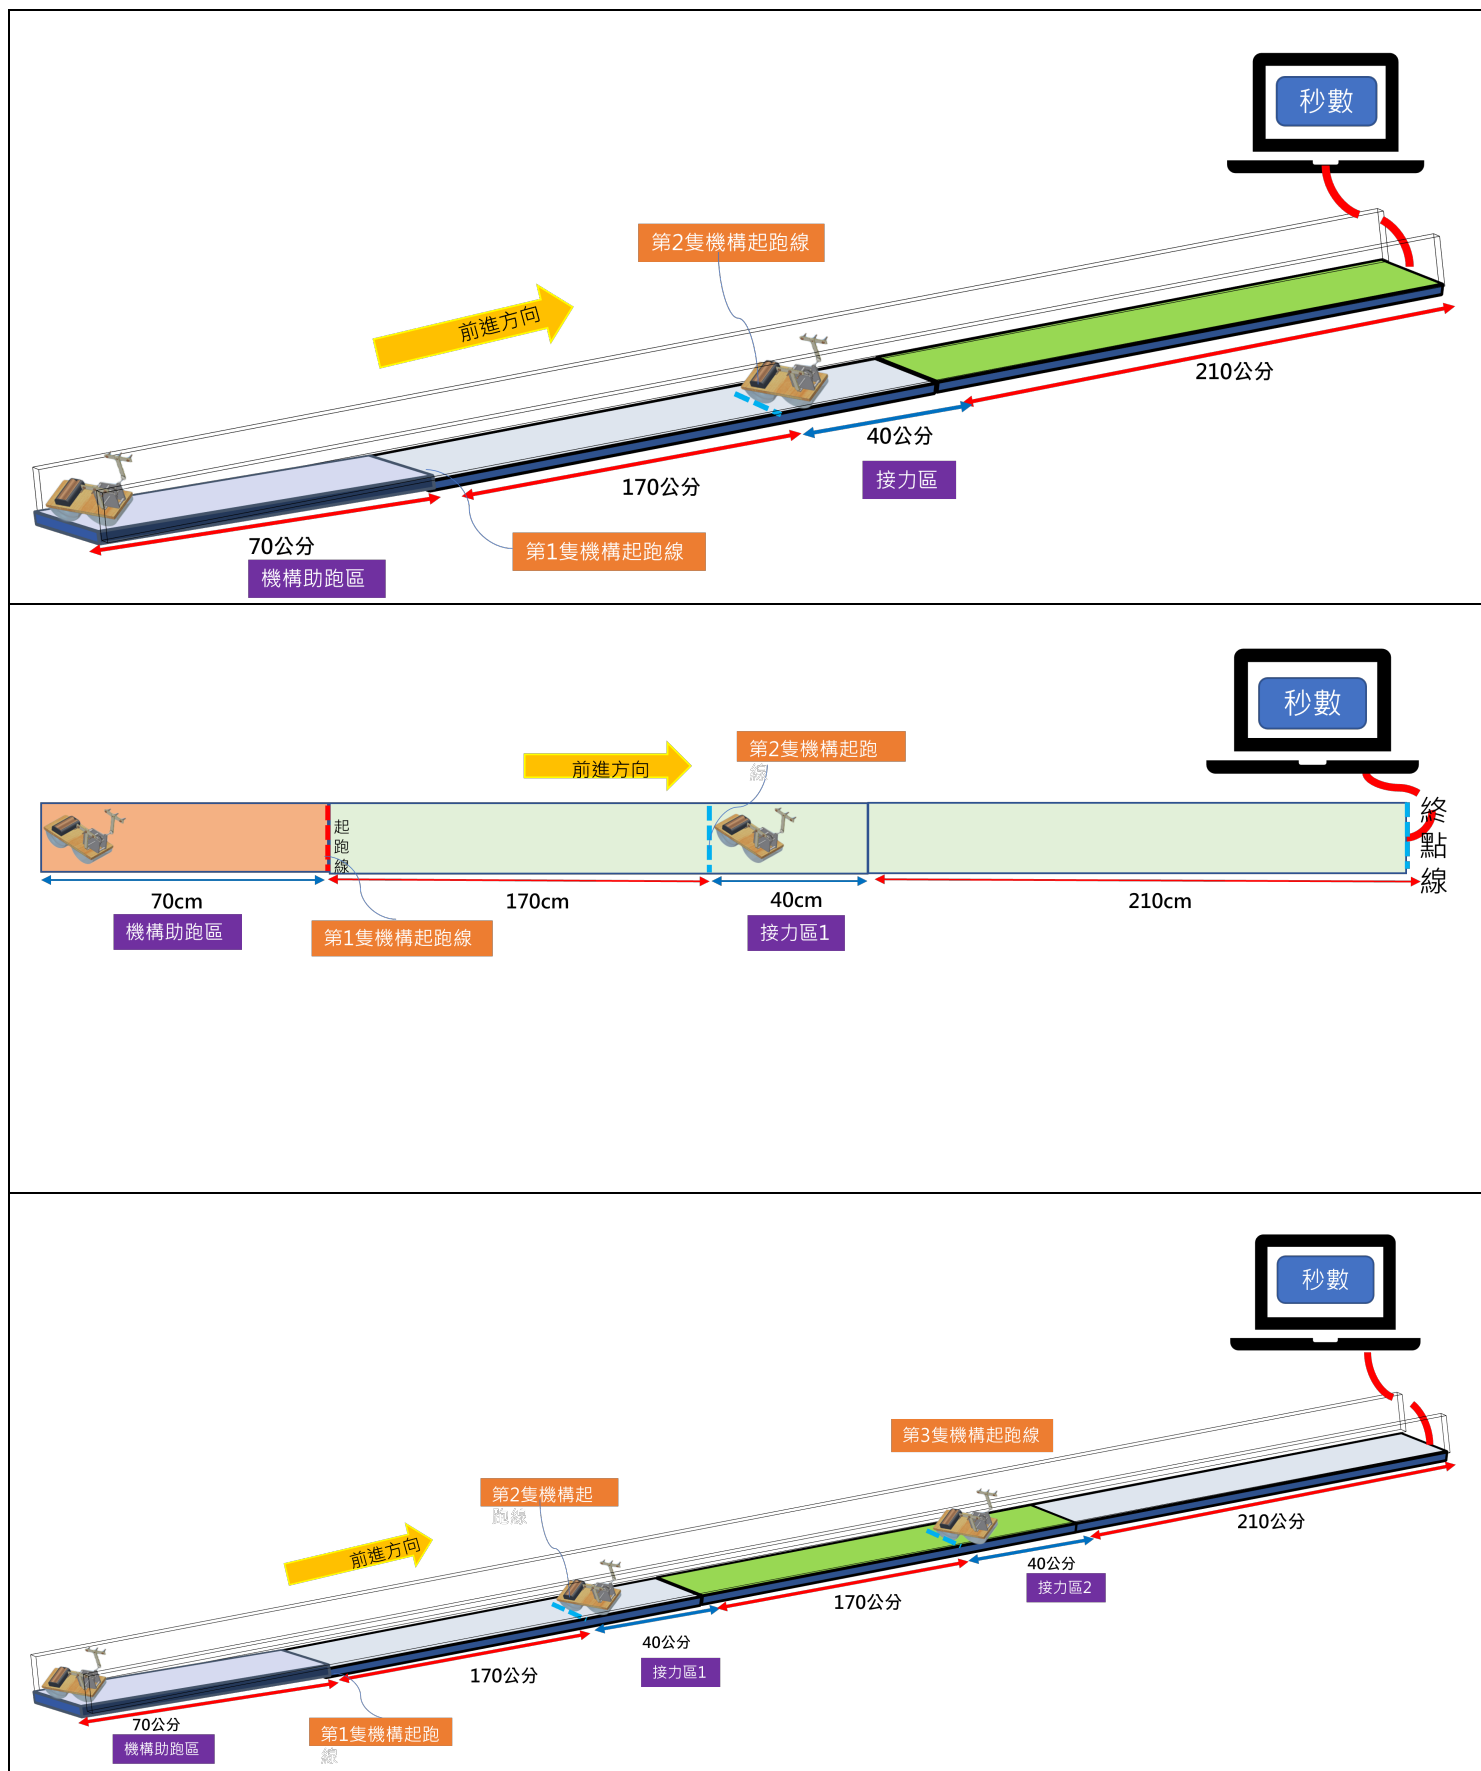 秒數
第2隻機構起跑線
前進方向
210公分
40公分
接力區
170公分
第1隻機構起跑線
70公分
機構助跑區
秒數
第2隻機構起跑
線
前進方向
起
跑
線
終
點
線
70cm
170cm
40cm
210cm
機構助跑區
第1隻機構起跑線
接力區1
秒數
第3隻機構起跑線
第2隻機構起
跑線
前進方向
210公分
40公分
接力區2
170公分
40公分
接力區1
170公分
70公分
機構助跑區
第1隻機構起跑
線